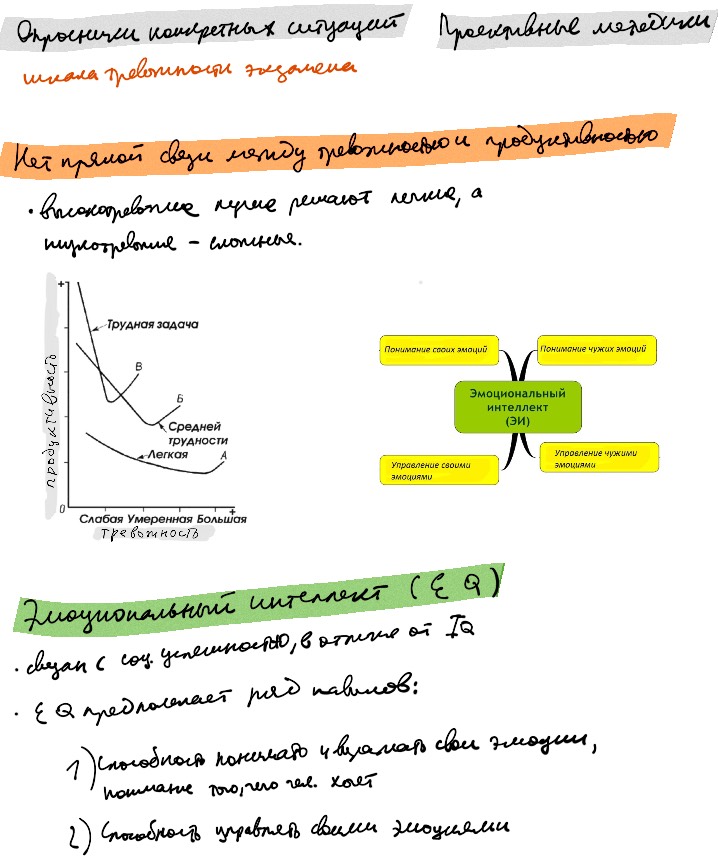 Опросники конкретных ситуаций
Проективные методики
шкала тревожности экзамена
Нет прямой связи между тревожностью и продуктивностью
• высокотревожные лучше решают легкие, а
низкотревожные – сложные.
+
Трудная задача
В
Б
Средней
трудности
Легкая
А
продуктивность
0
Слабая Умеренная Большая
+
тревожность
Понимание своих эмоций
Понимание чужих эмоций
Эмоциональный
интеллект
(ЭИ)
Управление своими
эмоциями
Управление чужими
эмоциями
Эмоциональный интеллект (EQ)
• связан с соц. успешностью, в отличие от IQ
• EQ предполагает ряд навыков:
1) Способность понимать и выражать свои эмоции,
понимание того, чего чел. хочет
2) Способность управлять своими эмоциями